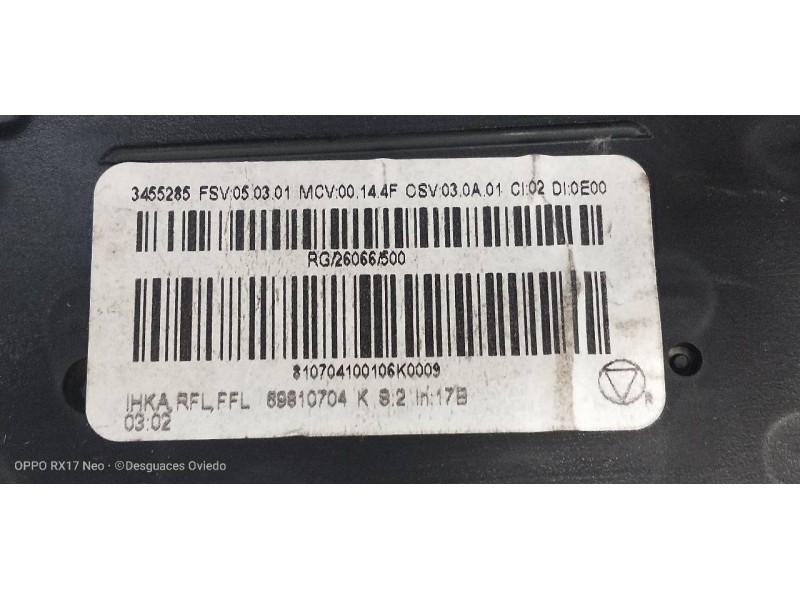 3455285 FSV:05.03.01 MCV:00.14.4F OSV:03.0A.01 CI:02 DI:0E00
RG/26066/500
810704100106K0009
IHKA,RFL,FFL 69810704 K S:2 In:17B
03:02
R
OPPO RX17 Neo · ©Desguaces Oviedo